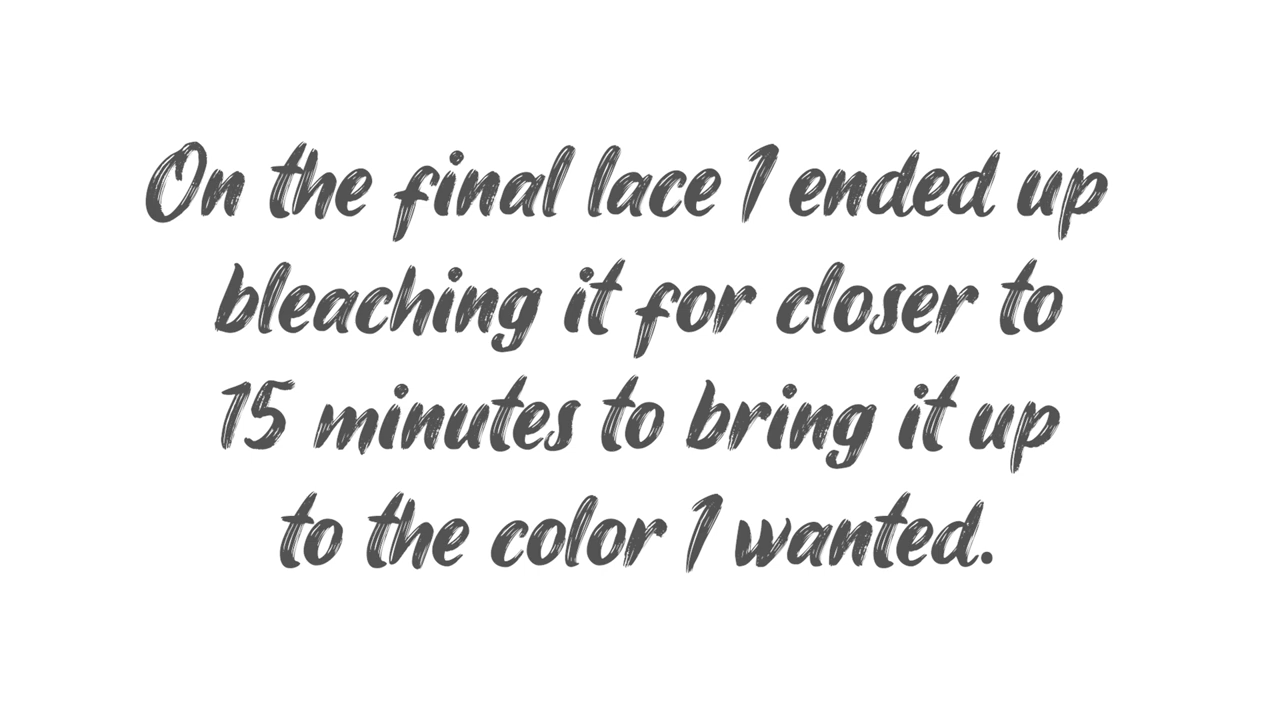 On the final lace I ended up
bleaching it for closer to
15 minutes to bring it up
to the color I wanted.